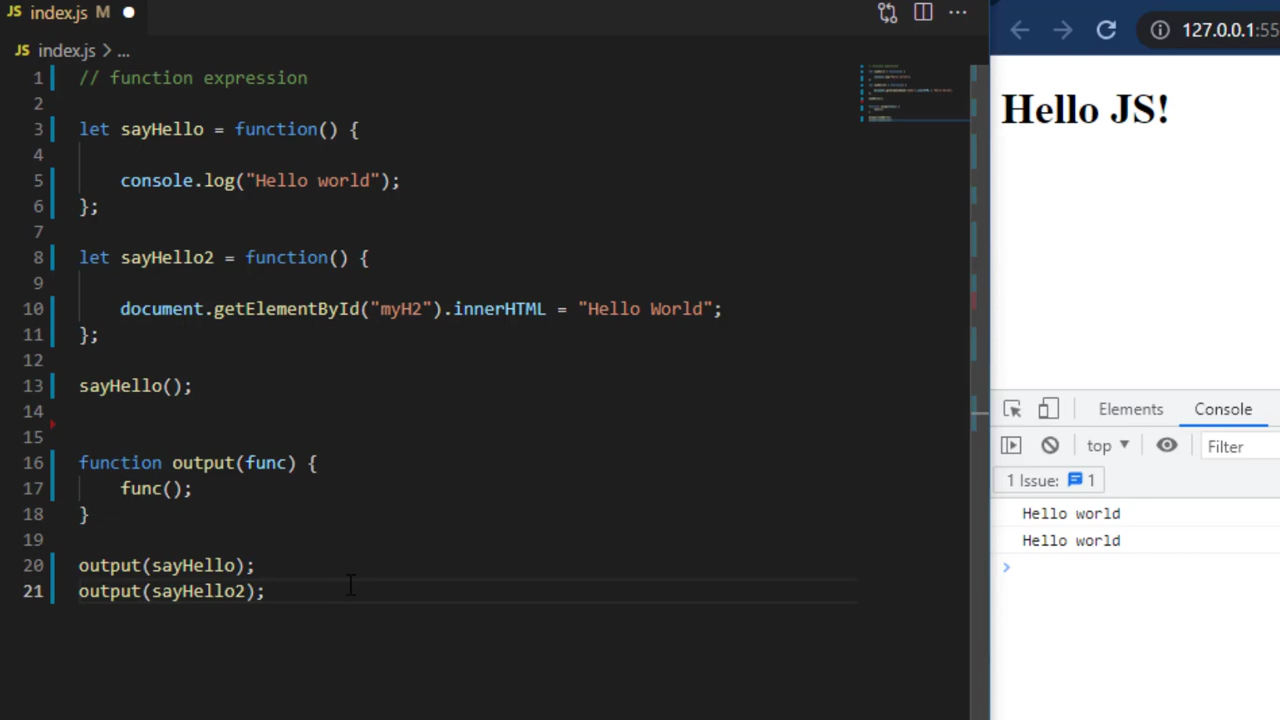 JS index.js M
JS index.js > ...
1 // function expression
2
3 let sayHello = function() {
4
5 console.log("Hello world");
6 };
7
8 let sayHello2 = function() {
9
10 document.getElementById("myH2").innerHTML = "Hello World";
11 };
12
13 sayHello();
14
15
16 function output(func) {
17 func();
18 }
19
20 output(sayHello);
21 output(sayHello2);
127.0.0.1:55
Hello JS!
Elements Console
top Filter
1 Issue: 1
Hello world
Hello world